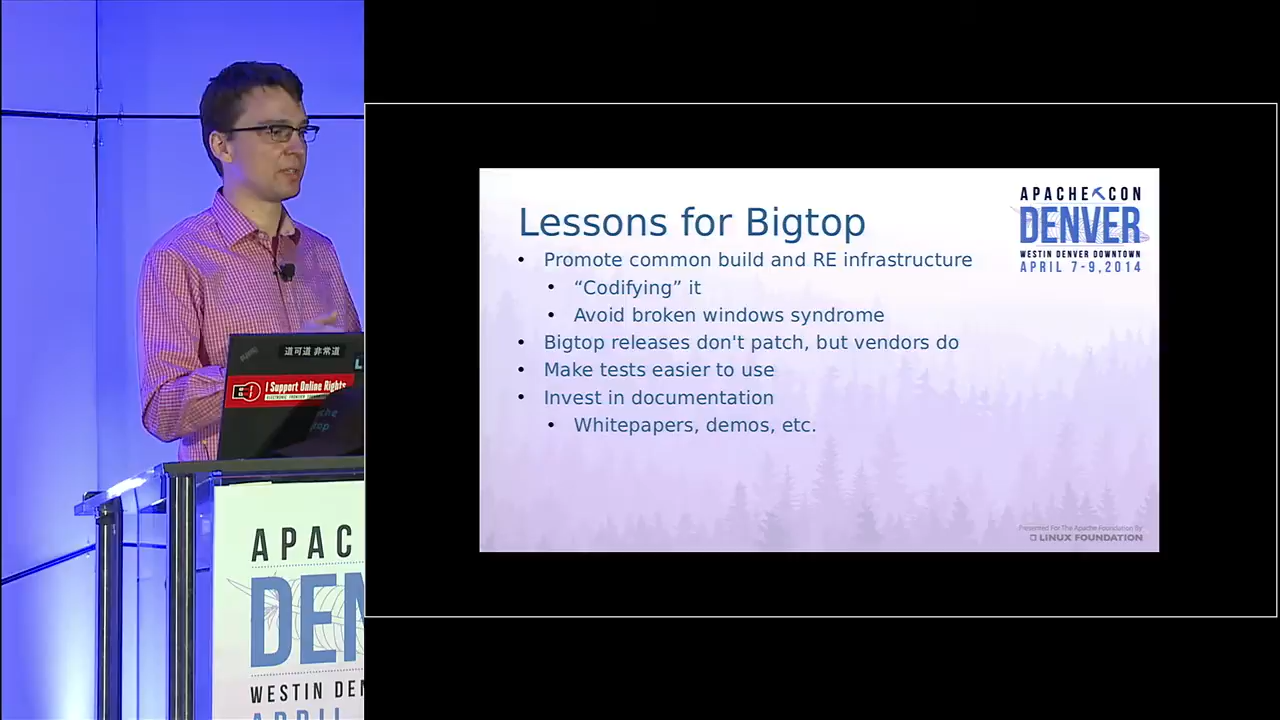 道可道 非常道
I Support Online Rights
APAC
DEN
WESTIN DEN
APRIL
APACHE CON
DENVER
WESTIN DENVER DOWNTOWN
APRIL 7-9, 2014
Lessons for Bigtop
• Promote common build and RE infrastructure
• “Codifying” it
• Avoid broken windows syndrome
• Bigtop releases don't patch, but vendors do
• Make tests easier to use
• Invest in documentation
• Whitepapers, demos, etc.
Presented For The Apache Foundation By
LINUX FOUNDATION